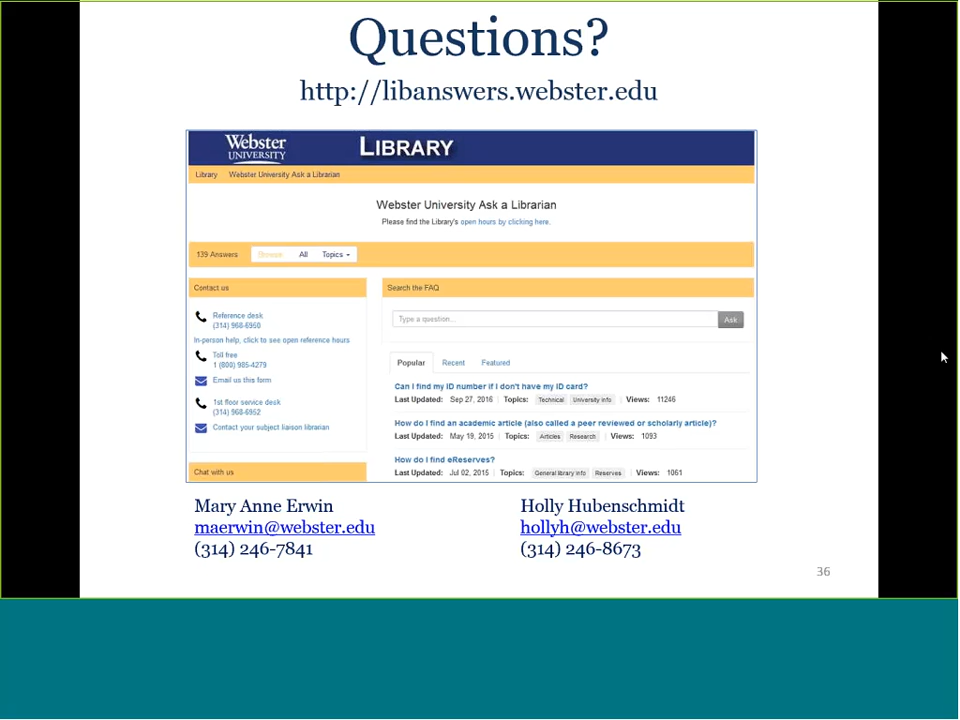 Questions?
http://libanswers.webster.edu
Webster UNIVERSITY LIBRARY
Library Webster University Ask a Librarian
Webster University Ask a Librarian
Please find the Library's open hours by clicking here.
139 Answers Browse All Topics
Contact us
Reference desk
(314) 968-6950
In-person help, click to see open reference hours
Toll free
1 (800) 985-4279
Email us this form
1st floor service desk
(314) 968-6952
Contact your subject liaison librarian
Chat with us
Search the FAQ
Type a question... Ask
Popular Recent Featured
Can I find my ID number if I don't have my ID card?
Last Updated: Sep 27, 2016 Topics: Technical University info Views: 11246
How do I find an academic article (also called a peer reviewed or scholarly article)?
Last Updated: May 19, 2015 Topics: Articles Research Views: 1093
How do I find eReserves?
Last Updated: Jul 02, 2015 Topics: General library info Reserves Views: 1061
Mary Anne Erwin
maerwin@webster.edu
(314) 246-7841
Holly Hubenschmidt
hollyh@webster.edu
(314) 246-8673
36